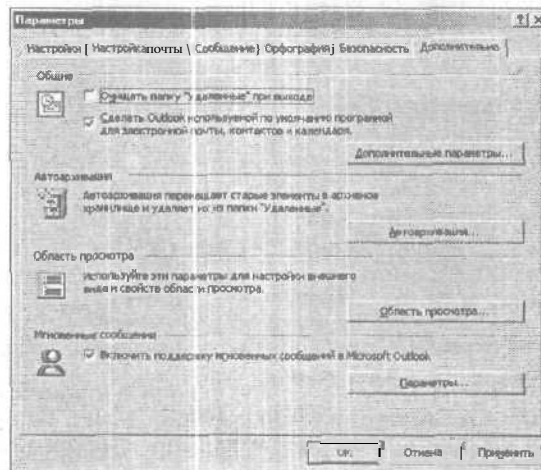 Параметры
Настройки Настройка почты Сообщение Орфография Безопасность Дополнительно
Общие
Очищать папку "Удаленные" при выходе
Сделать Outlook используемой по умолчанию программой
для электронной почты, контактов и календаря.
Дополнительные параметры...
Автоархивация
Автоархивация перемещает старые элементы в архивное
хранилище и удаляет их из папки "Удаленные".
Автоархивация...
Область просмотра
Используйте эти параметры для настройки внешнего
вида и свойств области просмотра.
Область просмотра...
Мгновенные сообщения
Включить поддержку мгновенных сообщений в Microsoft Outlook
Параметры...
OK
Отмена
Применить